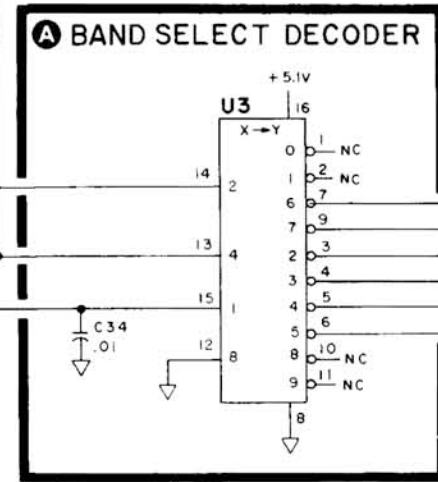 A BAND SELECT DECODER
+5.1V
U3
16
X→Y
0 1 NC
14
1 2 NC
2
6 7
7 9
13
4
2 3
3 4
15
1
4 5
5 6
C34
.01
12
8
8 10 NC
9 11 NC
8